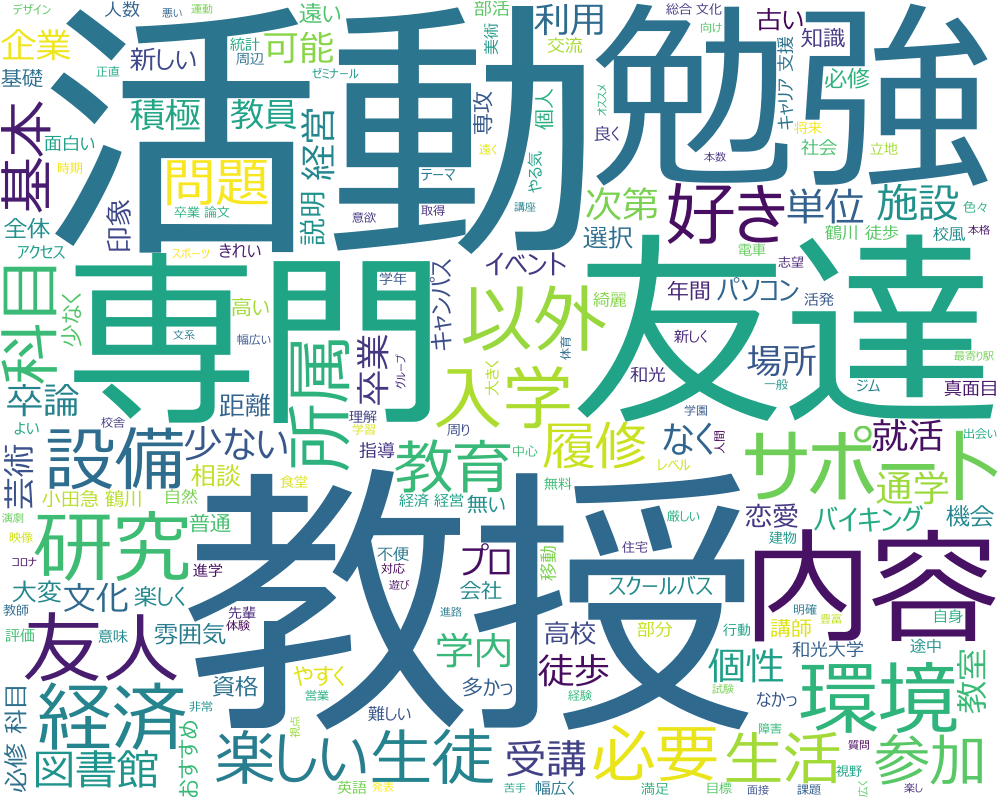 活動
勉強
専門
友達
教授
内容
設備
研究
友人
経済
環境
サポート
以外
入学
所属
教育
履修
必要
生活
参加
楽しい
生徒
受講
図書館
科目
基本
好き
単位
施設
問題
積極
教員
経営
可能
企業
利用
説明
印象
次第
選択
専攻
個人
古い
知識
必修
社会
遠い
部活
人数
新しい
基礎
面白い
全体
アクセス
きれい
卒業 論文
スポーツ
時期
正直
デザイン
悪い
運動
統計
周辺
ゼミナール
交流
美術
総合 文化
向け
オススメ
キャリア 支援
良く
本数
将来
立地
色々
鶴川 徒歩
校風
本格
電車
志望
年間
パソコン
活発
場所
新しく
綺麗
イベント
キャンパス
大きく
やる気
遠く
テーマ
意欲
取得
講座
学年
グループ
卒業
文系
幅広い
高い
少なく
卒論
よい
校舎
距離
少ない
理解
学習
指導
周り
中心
相談
食堂
小田急 鶴川
自然
芸術
演劇
映像
コロナ
教師
普通
進学
大変
文化
楽しく
評価
意味
雰囲気
先輩
体験
資格
非常
おすすめ
必修 科目
やすく
営業
難しい
視点
英語
発表
多かっ
学内
進路
不便
対応
遊び
経済 経営
無い
無料
プロ
会社
移動
高校
徒歩
経験
苦手
幅広く
満足
目標
面接
課題
試験
障害
なかっ
個性
部分
行動
講師
明確
豊富
和光大学
スクールバス
住宅
厳しい
建物
恋愛
バイキング
機会
通学
就活
なく
人間
レベル
学園
体育
和光
一般
ジム
真面目
最寄り駅
出会い
自身
途中
教室
視野
質問
広く
楽し